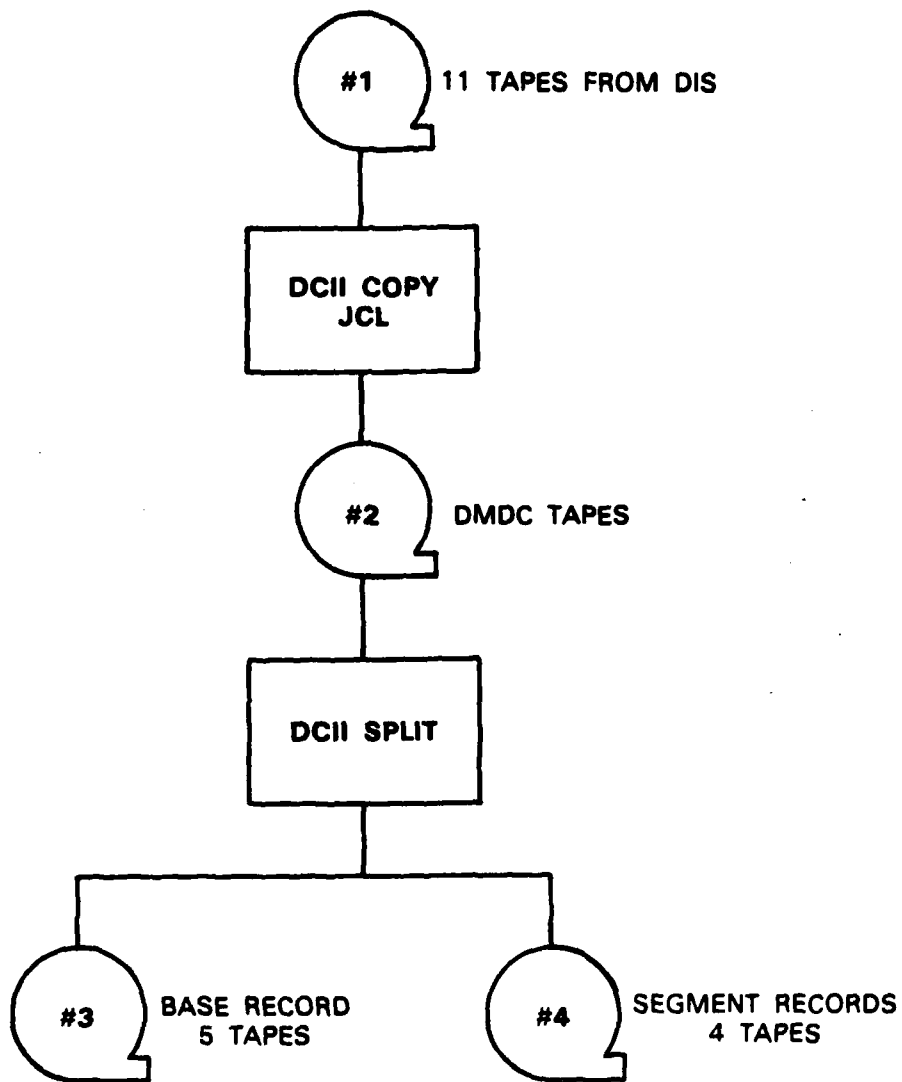 #1
11 TAPES FROM DIS
DCII COPY
JCL
#2
DMDC TAPES
DCII SPLIT
#3
BASE RECORD
5 TAPES
#4
SEGMENT RECORDS
4 TAPES